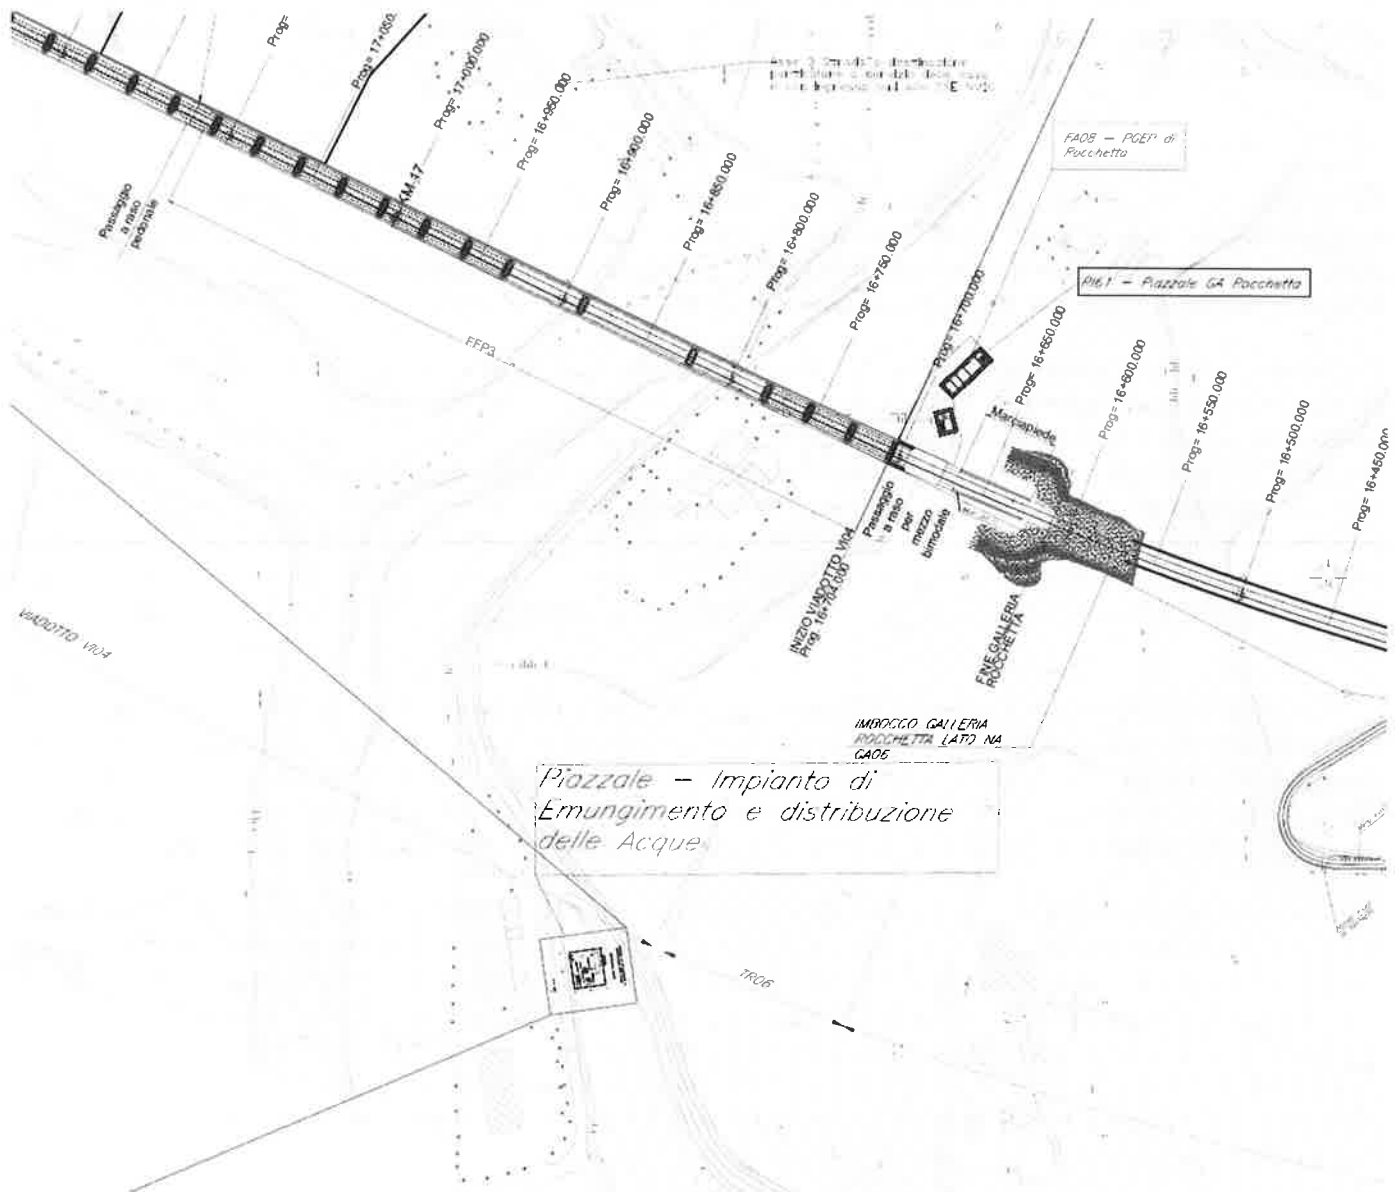 Prog=
Prog= 17+050.
Prog= 17+000.000
Prog= 16+950.000
Prog= 16+900.000
Prog= 16+850.000
Prog= 16+800.000
Prog= 16+750.000
Prog= 16+700.000
Prog= 16+650.000
Prog= 16+600.000
Prog= 16+550.000
Prog= 16+500.000
Prog= 16+450.000
FA08 – PGEP di
Rocchetta
PI61 – Piazzale GA Rocchetta
KM-17
Passaggio
a raso
pedonale
FFP3
Marciapiede
Passaggio
a raso
per
mezzo
bimodale
INIZIO VIADOTTO VI04
Prog. 16+704.000
FINE GALLERIA
ROCCHETTA
VIADOTTO VI04
IMBOCCO GALLERIA
ROCCHETTA LATO NA
GA06
Piazzale – Impianto di
Emungimento e distribuzione
delle Acque
TR06